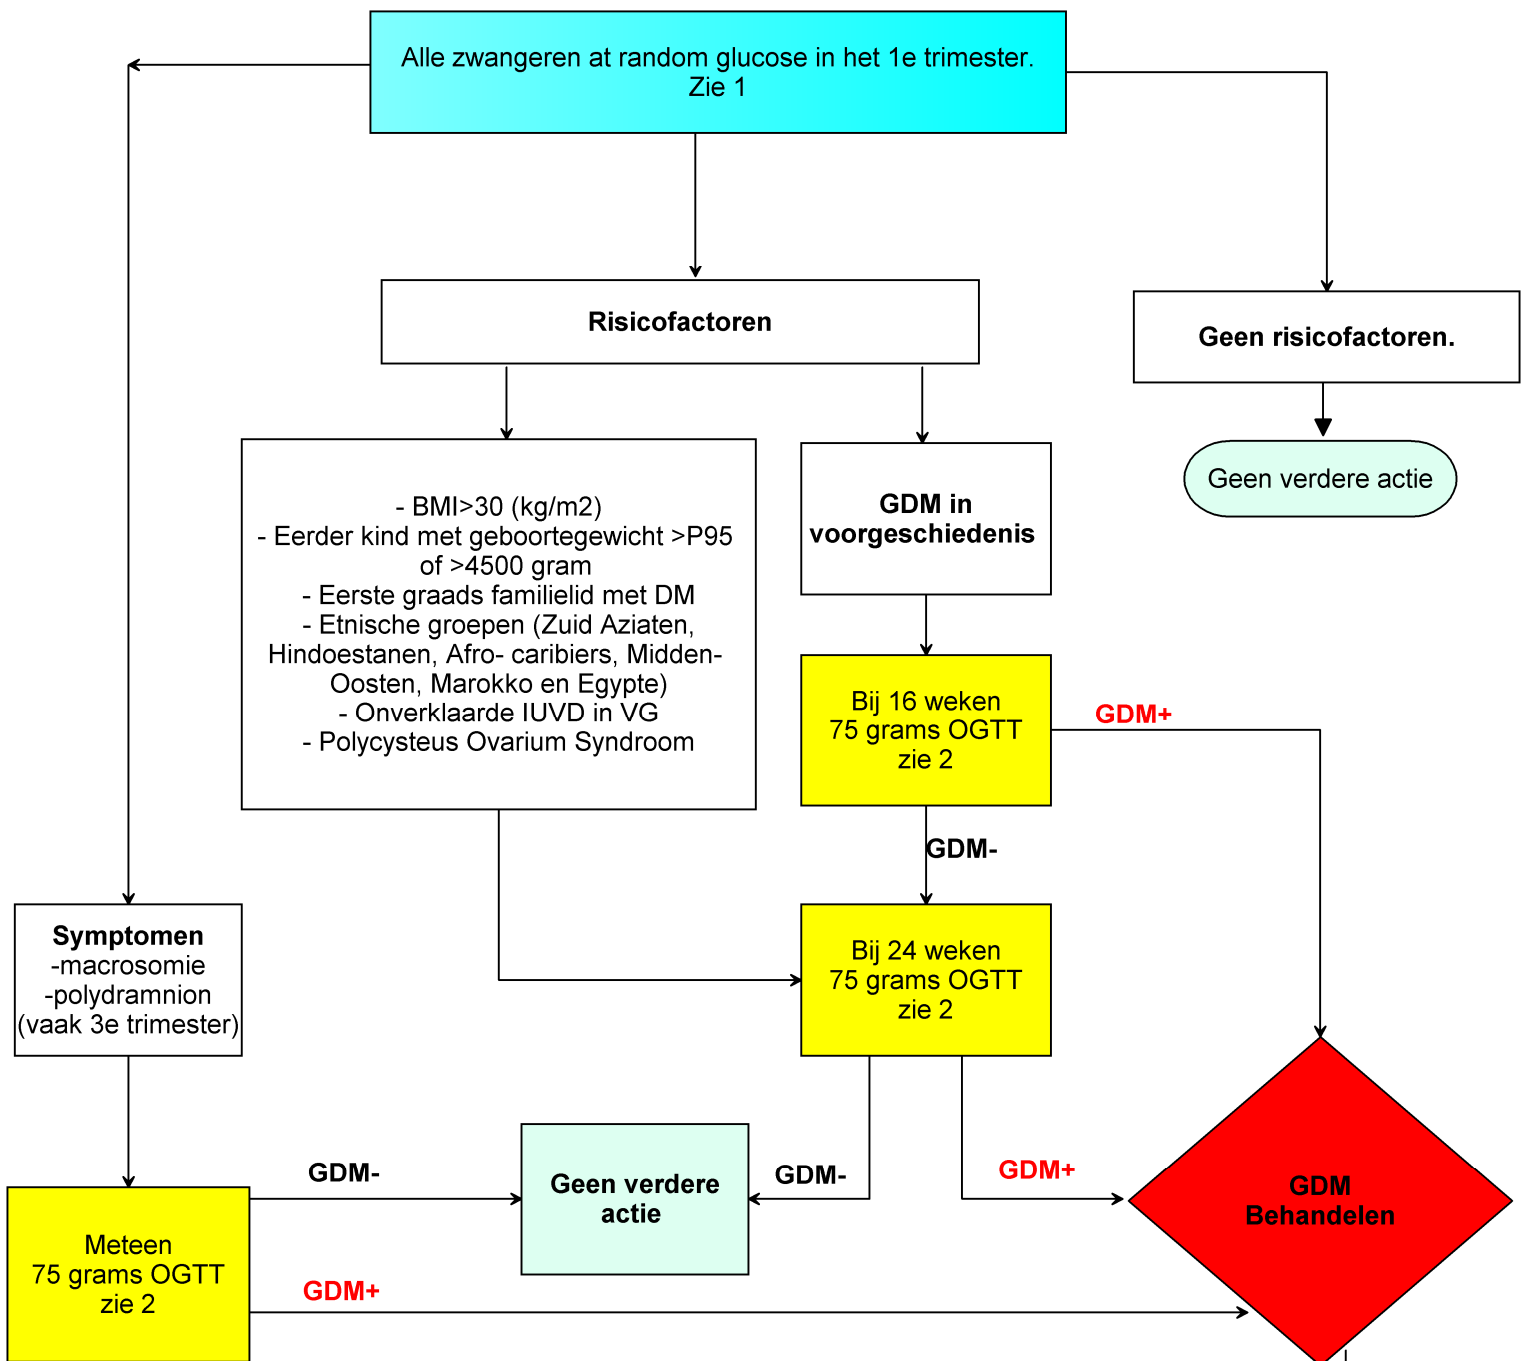 Alle zwangeren at random glucose in het 1e trimester.
Zie 1
Risicofactoren
Geen risicofactoren.
Geen verdere actie
- BMI>30 (kg/m2)
- Eerder kind met geboortegewicht >P95
of >4500 gram
- Eerste graads familielid met DM
- Etnische groepen (Zuid Aziaten,
Hindoestanen, Afro- caribiers, Midden-
Oosten, Marokko en Egypte)
- Onverklaarde IUVD in VG
- Polycysteus Ovarium Syndroom
GDM in
voorgeschiedenis
Bij 16 weken
75 grams OGTT
zie 2
GDM+
GDM-
Bij 24 weken
75 grams OGTT
zie 2
Symptomen
-macrosomie
-polydramnion
(vaak 3e trimester)
GDM-
Geen verdere
actie
GDM-
GDM+
GDM
Behandelen
Meteen
75 grams OGTT
zie 2
GDM+